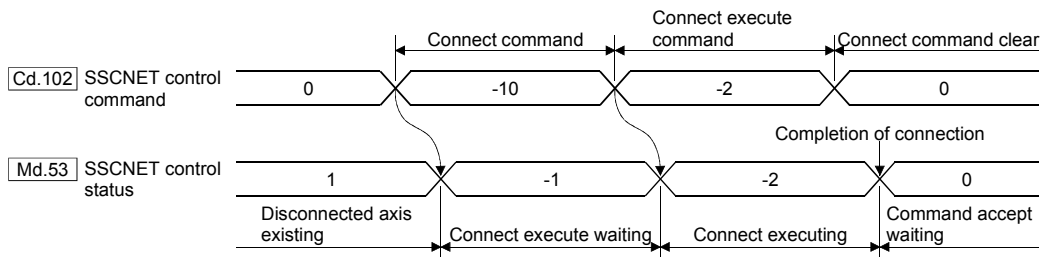 Connect command
Connect execute
command
Connect command clear
Cd.102 SSCNET control
command
0
-10
-2
0
Completion of connection
Md.53 SSCNET control
status
1
-1
-2
0
Disconnected axis
existing
Connect execute waiting
Connect executing
Command accept
waiting